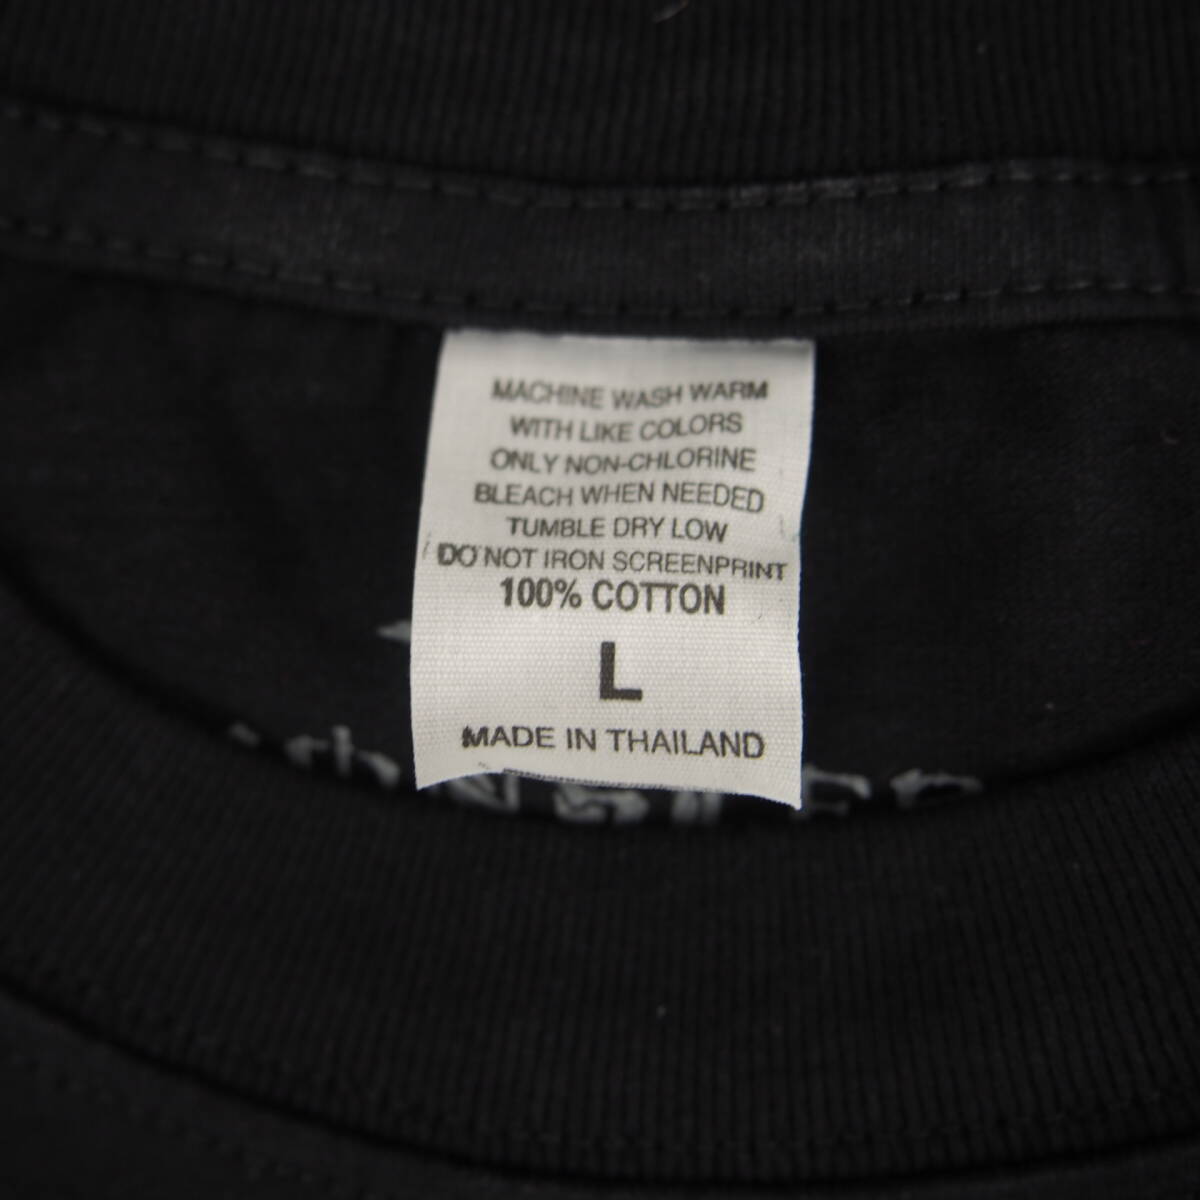 MACHINE WASH WARM
WITH LIKE COLORS
ONLY NON-CHLORINE
BLEACH WHEN NEEDED
TUMBLE DRY LOW
DO NOT IRON SCREENPRINT
100% COTTON
L
MADE IN THAILAND